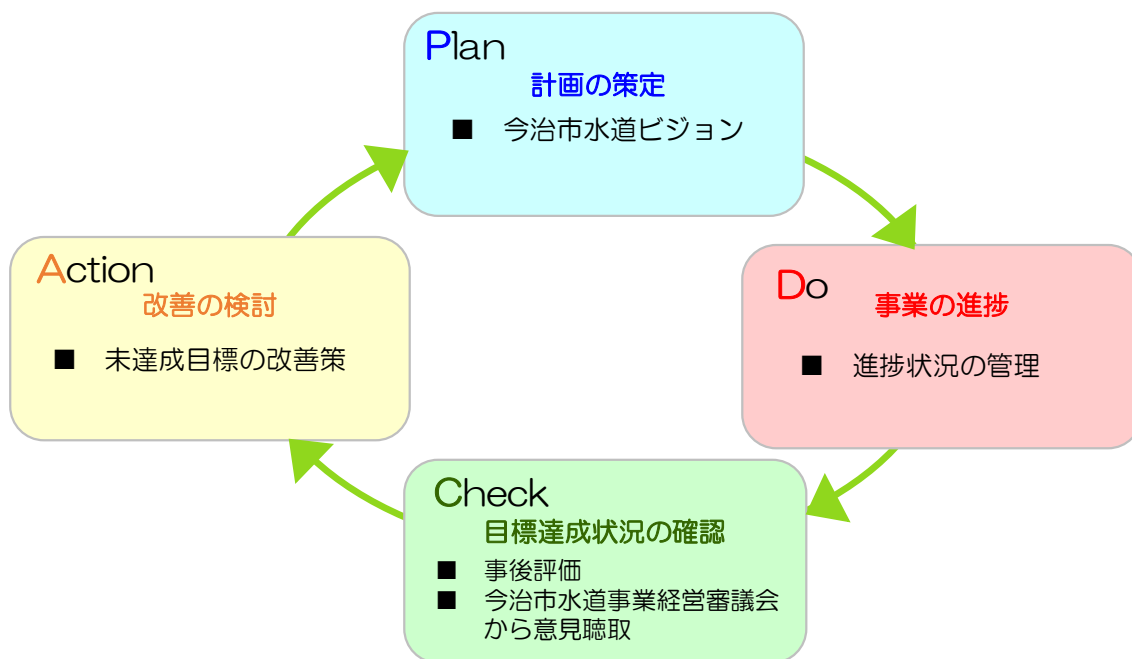 Plan
計画の策定
■ 今治市水道ビジョン
Do
事業の進捗
■ 進捗状況の管理
Check
目標達成状況の確認
■ 事後評価
■ 今治市水道事業経営審議会
から意見聴取
Action
改善の検討
■ 未達成目標の改善策